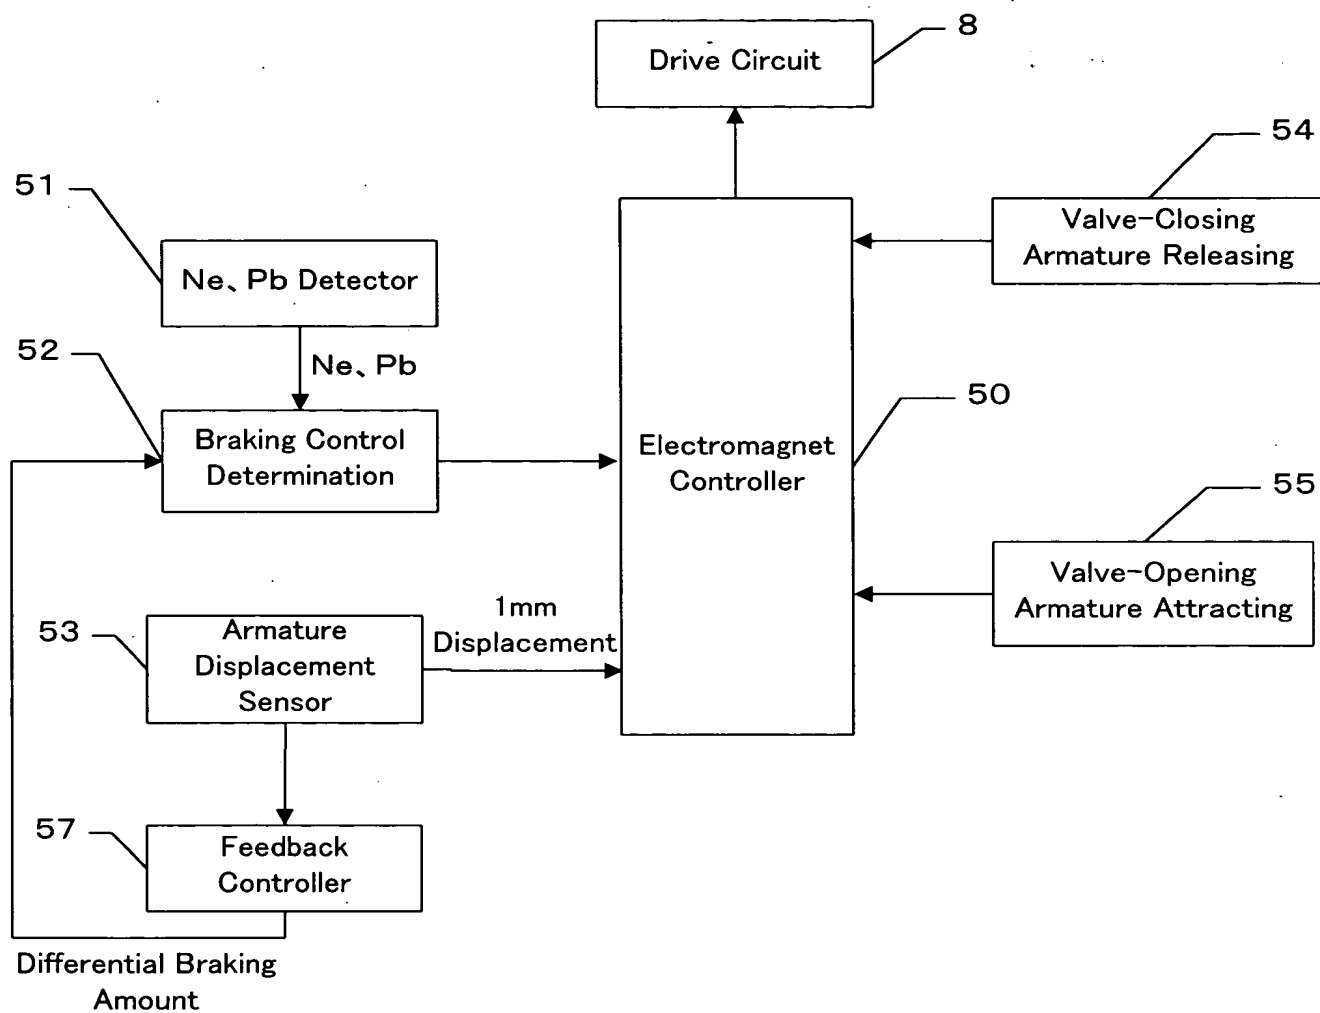 8
Drive Circuit
54
51
Valve-Closing
Armature Releasing
Ne、Pb Detector
52
Ne、Pb
50
Braking Control
Determination
Electromagnet
Controller
55
Valve-Opening
Armature Attracting
1mm
Displacement
53
Armature
Displacement
Sensor
57
Feedback
Controller
Differential Braking
Amount